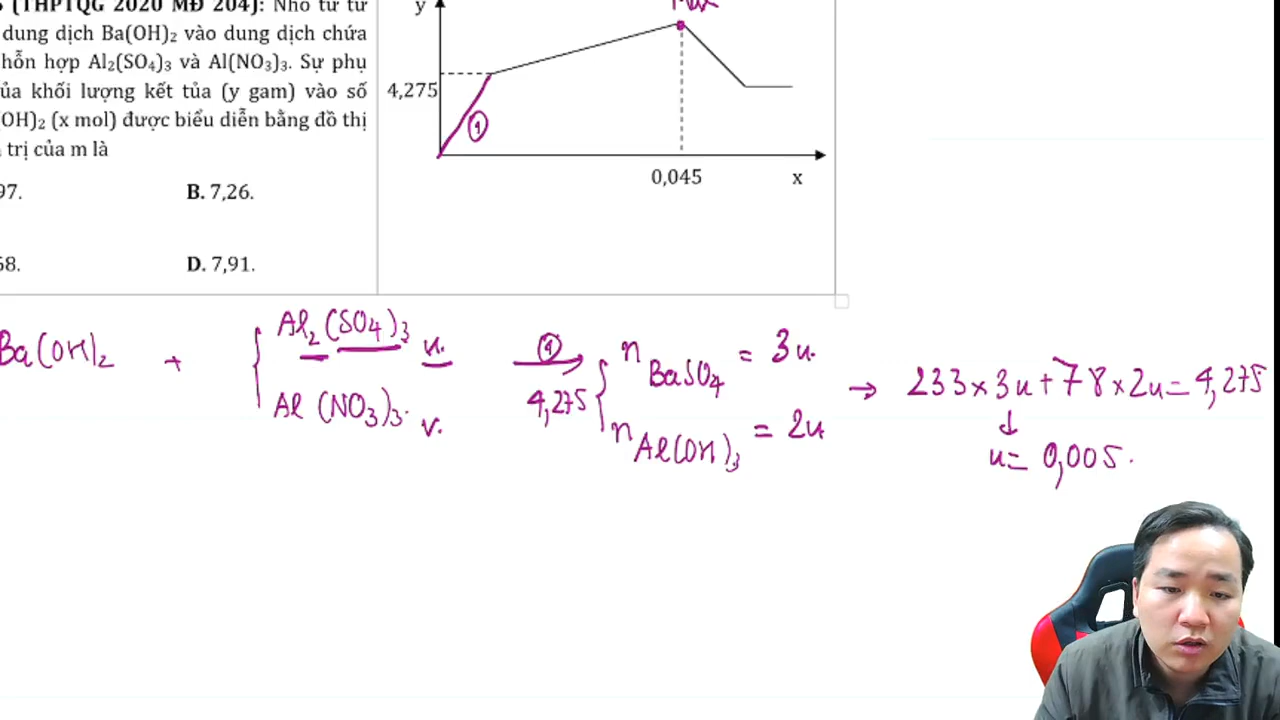 (THPTQG 2020 MĐ 204): Nhỏ từ từ
dung dịch Ba(OH)₂ vào dung dịch chứa
hỗn hợp Al₂(SO₄)₃ và Al(NO₃)₃. Sự phụ
của khối lượng kết tủa (y gam) vào số
(OH)₂ (x mol) được biểu diễn bằng đồ thị
trị của m là
97.
B. 7,26.
68.
D. 7,91.
y
Max
4,275
①
0,045
x
Ba(OH)₂ + { Al₂(SO₄)₃ u.
Al(NO₃)₃. v.
①
4,275
n BaSO₄ = 3u.
n Al(OH)₃ = 2u
→ 233 × 3u + 78 × 2u = 4,275
↓
u = 0,005.